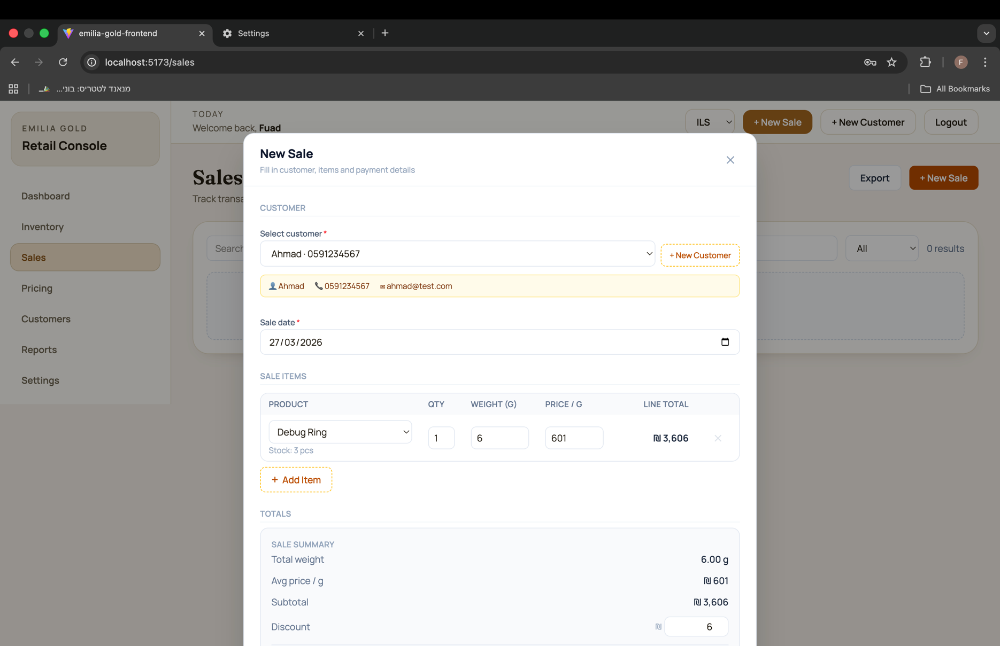 emilia-gold-frontend
Settings
localhost:5173/sales
F
מנאנד לטטריס: בוני...
All Bookmarks
EMILIA GOLD
Retail Console
Dashboard
Inventory
Sales
Pricing
Customers
Reports
Settings
TODAY
Welcome back, Fuad
ILS
+ New Sale
+ New Customer
Logout
Sales
Track transa
Export
+ New Sale
Search
All
0 results
New Sale
Fill in customer, items and payment details
CUSTOMER
Select customer *
Ahmad · 0591234567
+ New Customer
Ahmad 0591234567 ahmad@test.com
Sale date *
27/03/2026
SALE ITEMS
PRODUCT QTY WEIGHT (G) PRICE / G LINE TOTAL
Debug Ring 1 6 601 ₪ 3,606
Stock: 3 pcs
+ Add Item
TOTALS
SALE SUMMARY
Total weight 6.00 g
Avg price / g ₪ 601
Subtotal ₪ 3,606
Discount ₪ 6